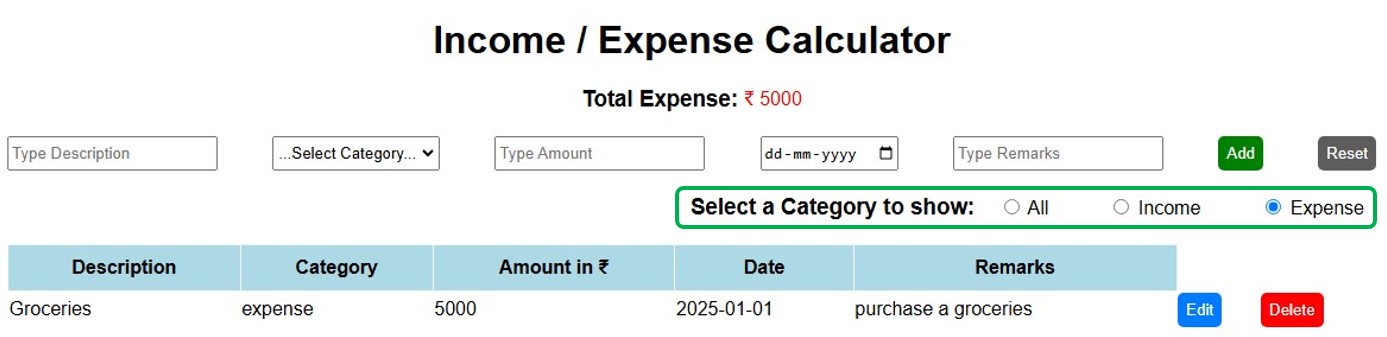 Income / Expense Calculator
Total Expense: ₹ 5000
Type Description ...Select Category... Type Amount dd-mm-yyyy Type Remarks Add Reset
Select a Category to show: All Income Expense
Description Category Amount in ₹ Date Remarks
Groceries expense 5000 2025-01-01 purchase a groceries Edit Delete